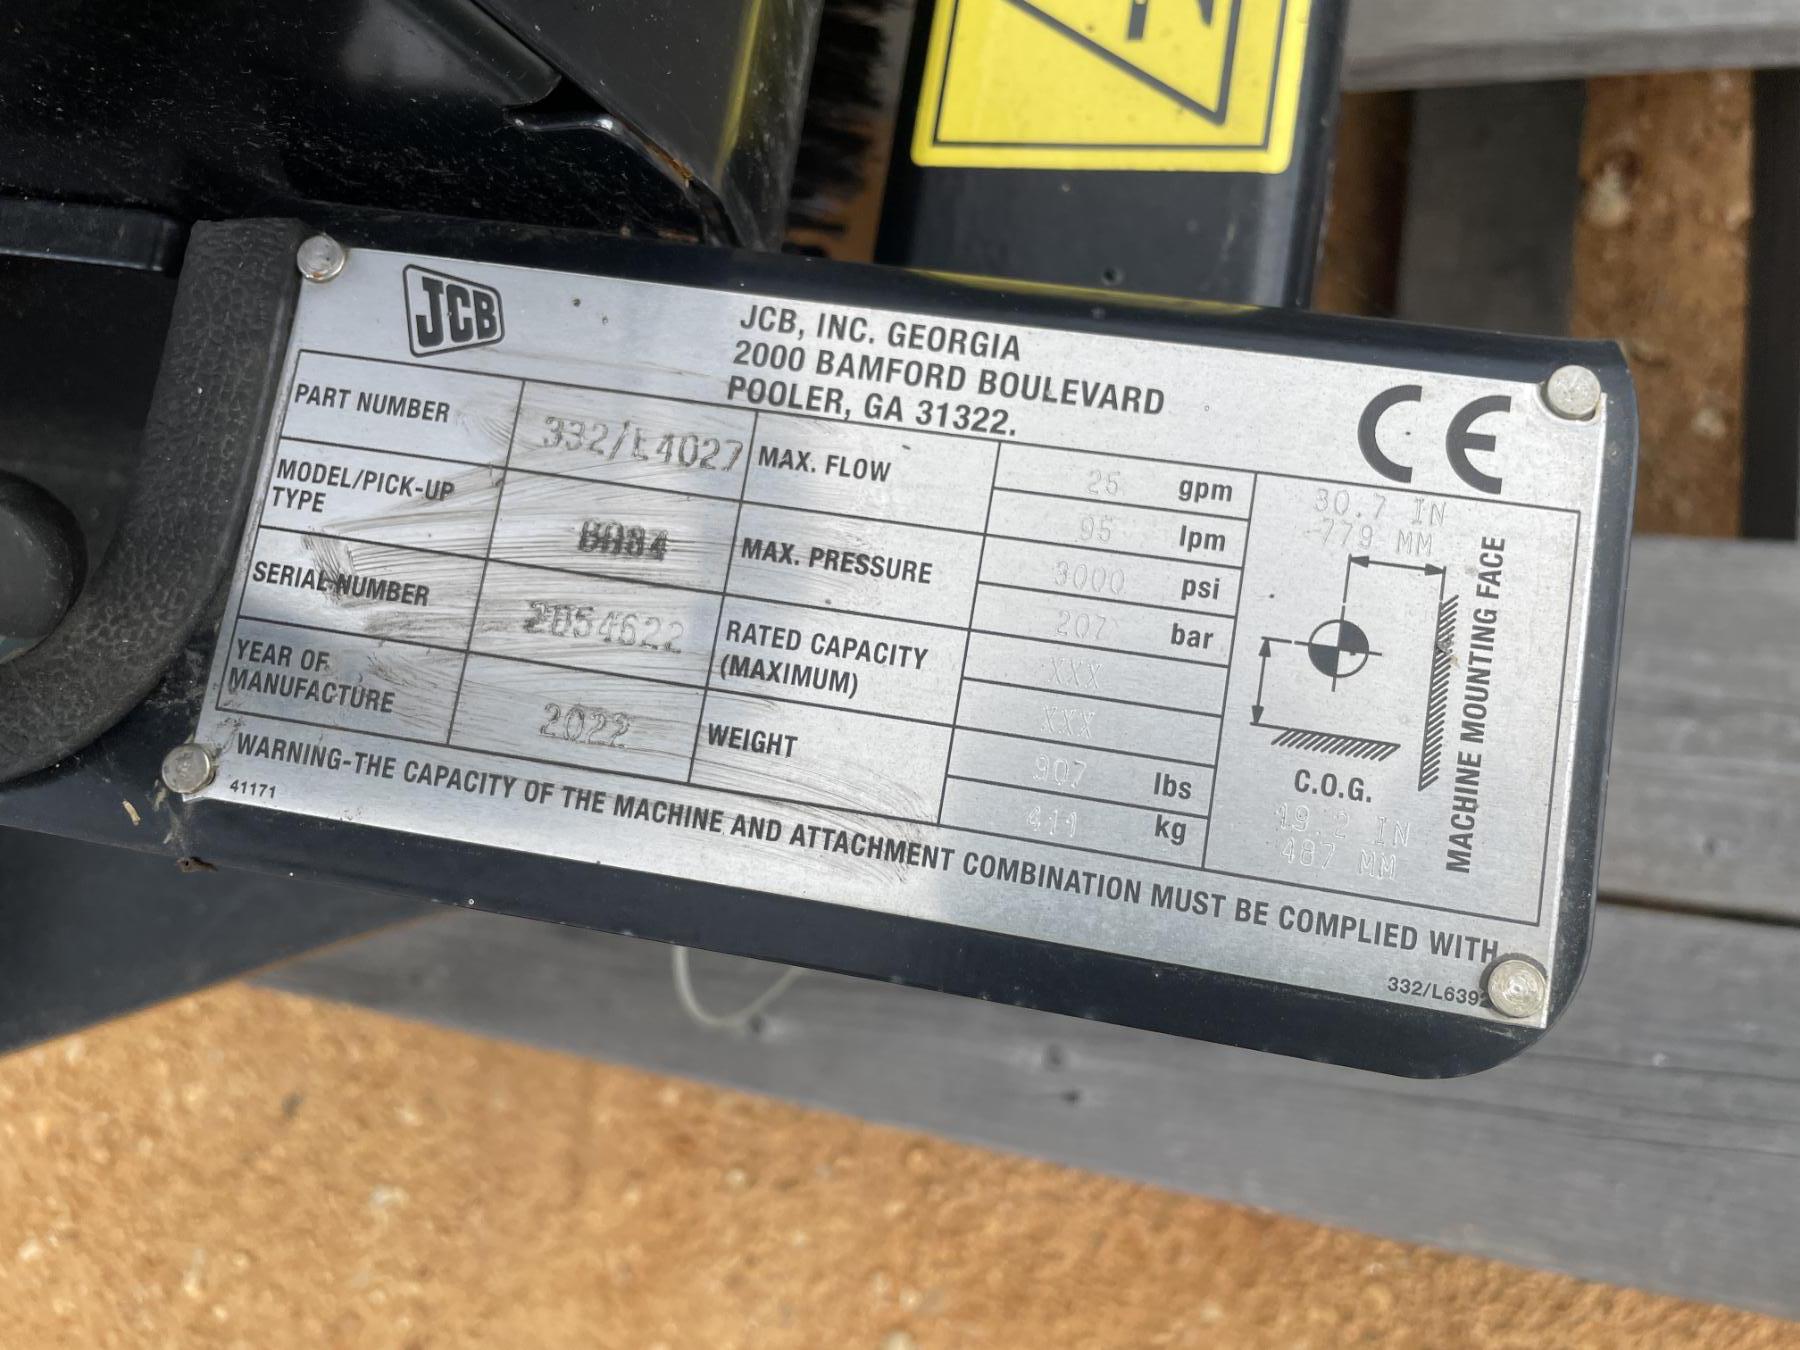 JCB
JCB, INC. GEORGIA
2000 BAMFORD BOULEVARD
POOLER, GA 31322.
CE
PART NUMBER 332/L4027
MODEL/PICK-UP
TYPE
SERIAL NUMBER 2054622
YEAR OF
MANUFACTURE 2022
MAX. FLOW 25 gpm
95 lpm
MAX. PRESSURE 3000 psi
207 bar
RATED CAPACITY
(MAXIMUM) XXX
XXX
WEIGHT 907 lbs
411 kg
30.7 IN
779 MM
MACHINE MOUNTING FACE
C.O.G.
19.2 IN
487 MM
WARNING-THE CAPACITY OF THE MACHINE AND ATTACHMENT COMBINATION MUST BE COMPLIED WITH
41171